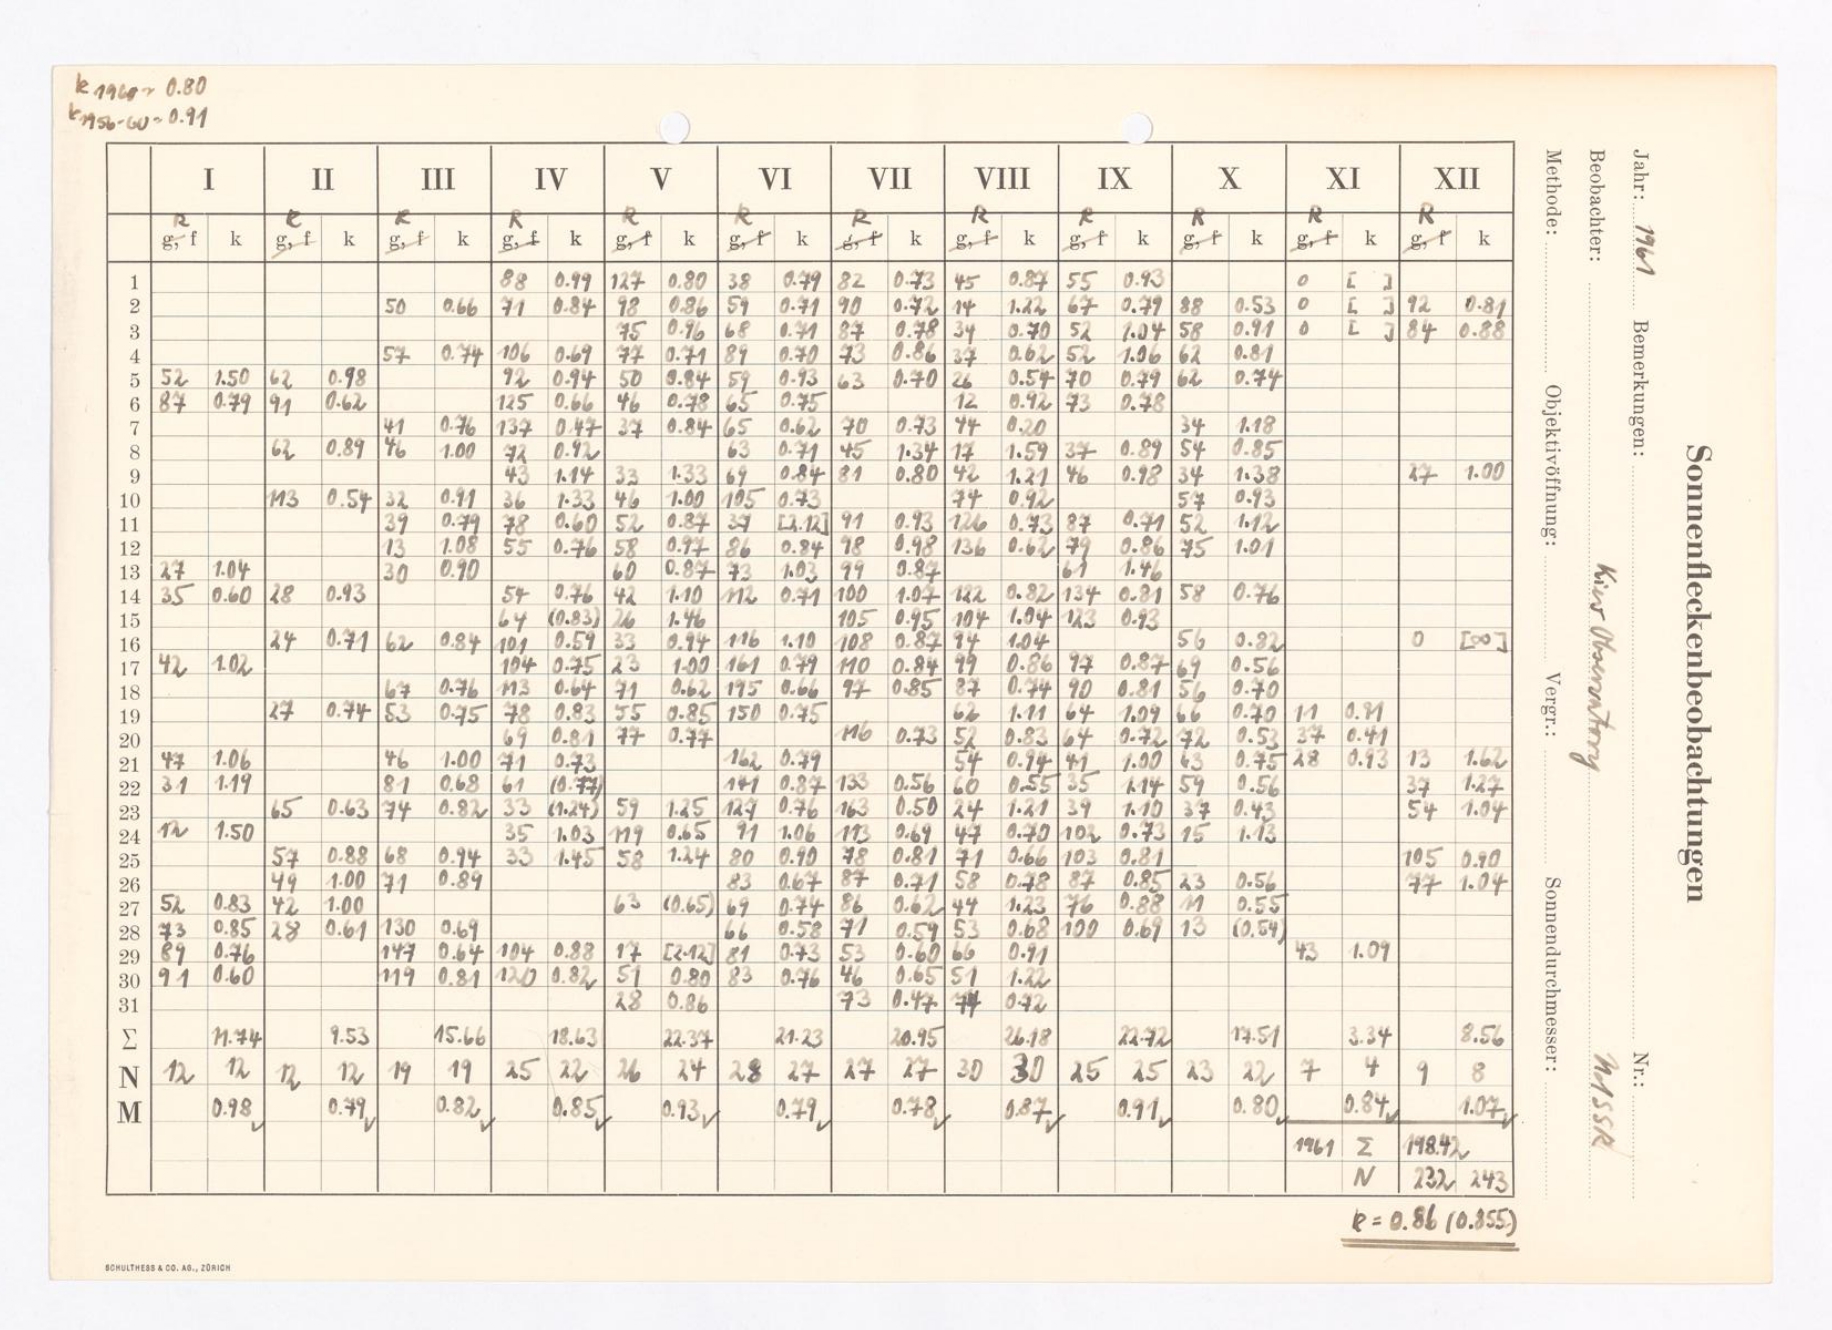 k 1960 = 0.80
k 1956-60 = 0.91
I II III IV V VI VII VIII IX X XI XII
R R R R R R R R R R R R
g, f k g, f k g, f k g, f k g, f k g, f k g, f k g, f k g, f k g, f k g, f k g, f k
1 88 0.99 127 0.80 38 0.79 82 0.73 45 0.87 55 0.93 0 [ ]
2 50 0.66 71 0.84 98 0.86 59 0.71 90 0.72 14 1.22 67 0.79 88 0.53 0 [ ] 92 0.81
3 75 0.96 68 0.71 87 0.78 34 0.70 52 1.04 58 0.91 0 [ ] 84 0.88
4 57 0.74 106 0.69 77 0.71 89 0.70 73 0.86 37 0.62 52 1.06 62 0.81
5 52 1.50 62 0.98 92 0.94 50 0.84 59 0.93 63 0.70 26 0.54 70 0.79 62 0.74
6 87 0.79 91 0.62 125 0.66 46 0.78 65 0.75 12 0.92 73 0.78
7 41 0.76 137 0.47 37 0.84 65 0.62 70 0.73 44 0.20 34 1.18
8 62 0.89 46 1.00 72 0.92 63 0.71 45 1.34 17 1.59 37 0.89 54 0.85
9 43 1.14 33 1.33 69 0.84 81 0.80 42 1.21 46 0.98 34 1.38 27 1.00
10 113 0.54 32 0.91 36 1.33 46 1.00 105 0.73 74 0.92 57 0.93
11 39 0.79 78 0.60 52 0.87 37 [2.12] 91 0.93 126 0.73 87 0.71 52 1.12
12 13 1.08 55 0.76 58 0.97 86 0.84 98 0.98 136 0.62 79 0.86 75 1.01
13 27 1.04 30 0.90 60 0.87 73 1.03 99 0.87 61 1.46
14 35 0.60 28 0.93 54 0.76 42 1.10 112 0.71 100 1.07 122 0.82 134 0.81 58 0.76
15 64 (0.83) 26 1.46 105 0.95 104 1.04 123 0.93
16 24 0.71 62 0.84 101 0.59 33 0.94 116 1.10 108 0.87 94 1.04 56 0.82 0 [∞]
17 42 1.02 104 0.75 23 1.00 161 0.79 110 0.84 99 0.86 97 0.87 69 0.56
18 67 0.76 113 0.64 71 0.62 195 0.66 97 0.85 87 0.74 90 0.81 56 0.70
19 27 0.74 53 0.75 78 0.83 55 0.85 150 0.75 62 1.11 64 1.09 66 0.70 11 0.91
20 69 0.81 77 0.77 116 0.73 52 0.83 64 0.72 72 0.53 37 0.41
21 47 1.06 46 1.00 71 0.73 162 0.79 54 0.94 41 1.00 63 0.75 28 0.93 13 1.62
22 31 1.19 81 0.68 61 (0.77) 141 0.87 133 0.56 60 0.55 35 1.14 59 0.56 37 1.27
23 65 0.63 74 0.82 33 (1.24) 59 1.25 127 0.76 163 0.50 24 1.21 39 1.10 37 0.43 54 1.04
24 12 1.50 35 1.03 119 0.65 91 1.06 113 0.69 47 0.70 102 0.73 15 1.13
25 57 0.88 68 0.94 33 1.45 58 1.24 80 0.90 78 0.81 71 0.66 103 0.81 105 0.90
26 49 1.00 71 0.89 83 0.67 87 0.71 58 0.78 87 0.85 23 0.56 77 1.04
27 52 0.83 42 1.00 63 (0.65) 69 0.74 86 0.62 44 1.23 76 0.88 11 0.55
28 73 0.85 28 0.61 130 0.69 66 0.58 71 0.59 53 0.68 100 0.69 13 (0.54)
29 89 0.76 147 0.64 104 0.88 17 [2.12] 81 0.73 53 0.60 66 0.91 43 1.09
30 91 0.60 119 0.81 120 0.82 51 0.80 83 0.76 46 0.65 51 1.22
31 28 0.86 73 0.47 74 0.72
Σ 11.74 9.53 15.66 18.63 22.37 21.23 20.95 26.18 22.72 17.51 3.34 8.56
N 12 12 12 12 19 19 25 22 26 24 28 27 27 27 30 30 25 25 23 22 7 4 9 8
M 0.98 0.79 0.82 0.85 0.93 0.79 0.78 0.87 0.91 0.80 0.84 1.07
1961 Σ 198.42
N 232 243
k = 0.86 (0.855)
SCHULTHESS & CO. AG., ZÜRICH
Sonnenfleckenbeobachtungen
Jahr: 1961 Bemerkungen: Nr.:
Beobachter: Kiew Observatory UdSSR
Methode: Objektivöffnung: Vergr.: Sonnendurchmesser: